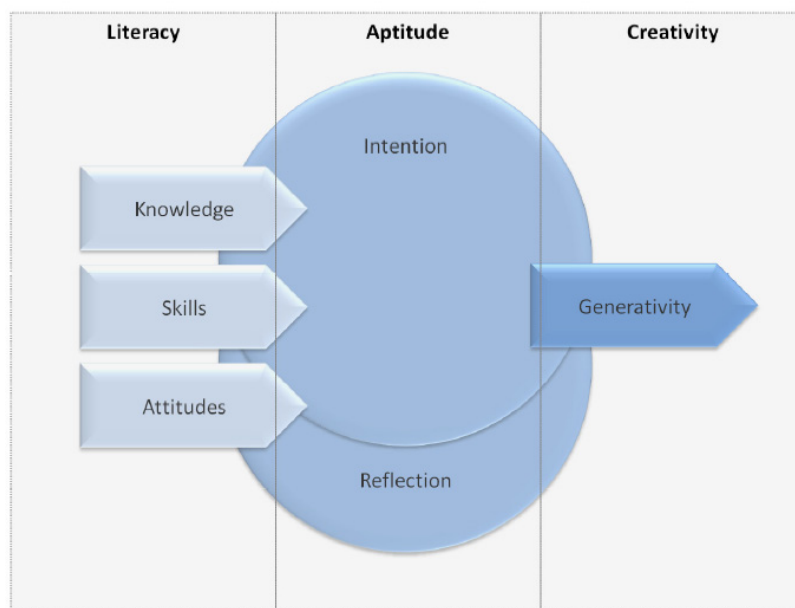 Literacy
Aptitude
Creativity
Intention
Knowledge
Skills
Generativity
Attitudes
Reflection